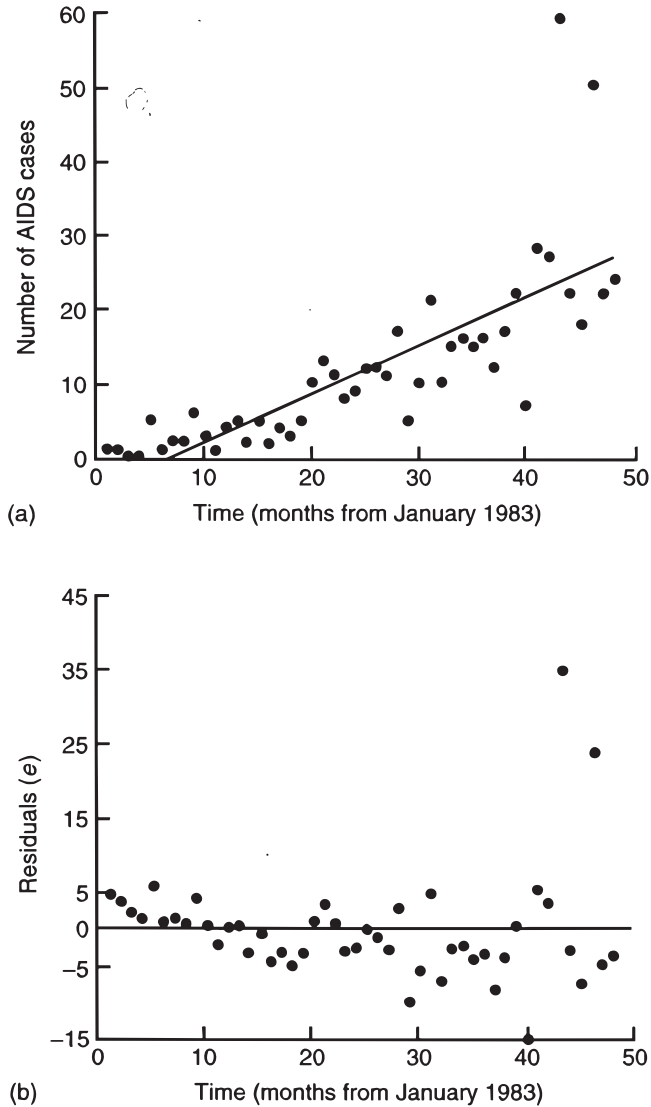 60
50
40
30
20
10
0
Number of AIDS cases
0 10 20 30 40 50
(a) Time (months from January 1983)
45
35
25
15
5
0
−5
−15
Residuals (e)
0 10 20 30 40 50
(b) Time (months from January 1983)